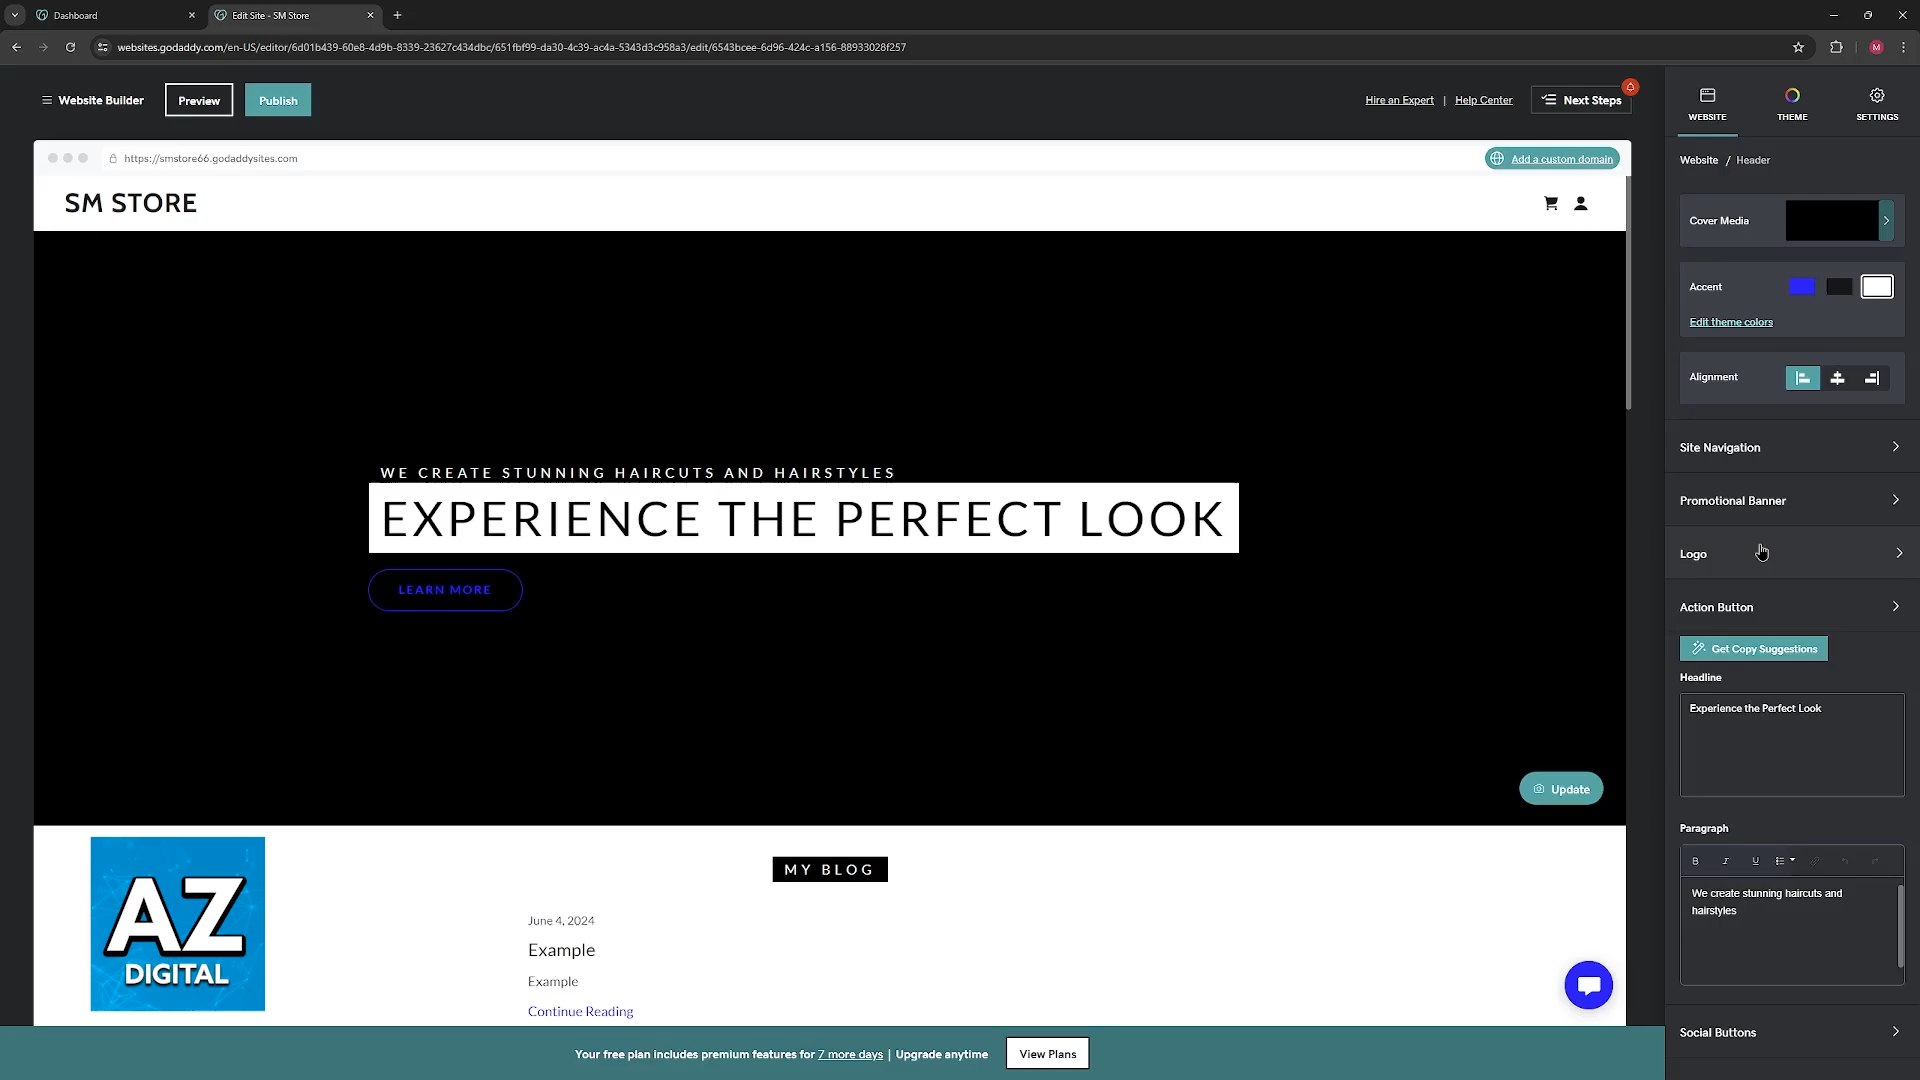 Dashboard
Edit Site - SM Store
websites.godaddy.com/en-US/editor/6d01b439-60e8-4d9b-8339-23627c434dbc/651fbf99-da30-4c39-ac4a-5343d3c958a3/edit/6543bcee-6d96-424c-a156-88933028f257
M
Website Builder
Preview
Publish
Hire an Expert | Help Center
Next Steps
WEBSITE
THEME
SETTINGS
https://smstore66.godaddysites.com
Add a custom domain
SM STORE
WE CREATE STUNNING HAIRCUTS AND HAIRSTYLES
EXPERIENCE THE PERFECT LOOK
LEARN MORE
Update
AZ
DIGITAL
MY BLOG
June 4, 2024
Example
Example
Continue Reading
Your free plan includes premium features for 7 more days | Upgrade anytime
View Plans
Website / Header
Cover Media
Accent
Edit theme colors
Alignment
Site Navigation
Promotional Banner
Logo
Action Button
Get Copy Suggestions
Headline
Experience the Perfect Look
Paragraph
B I U
We create stunning haircuts and
hairstyles
Social Buttons